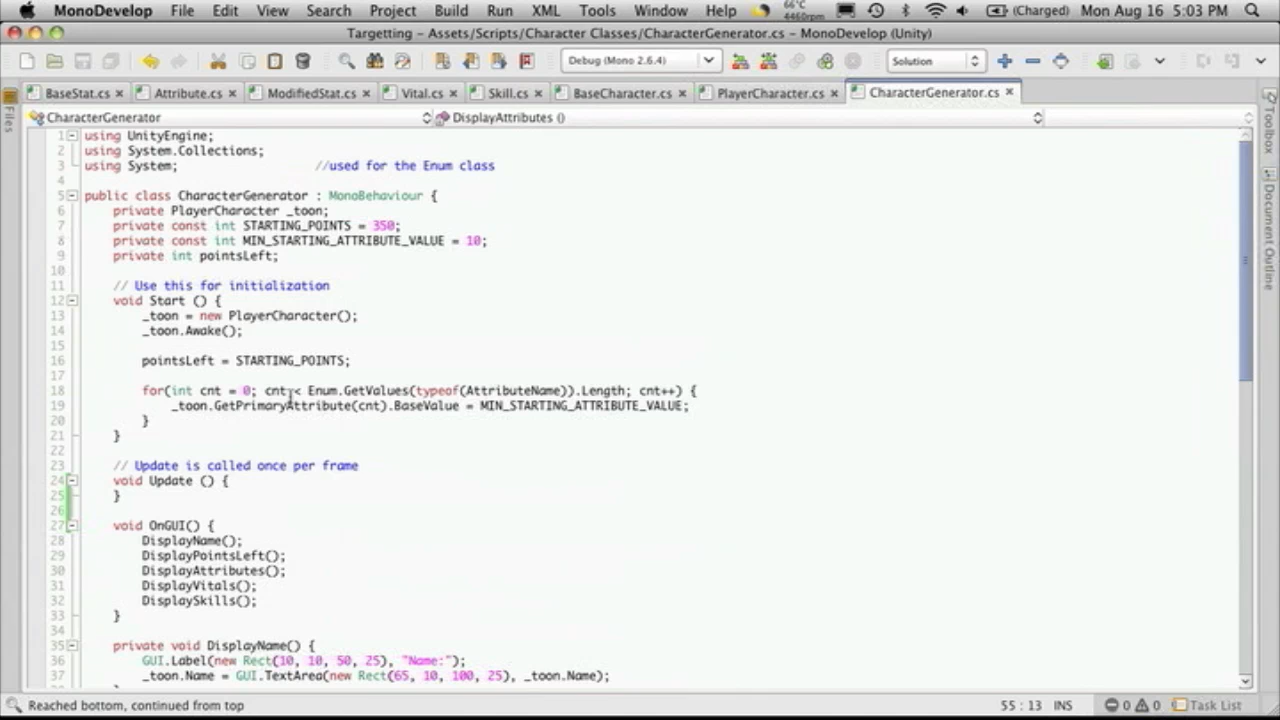 MonoDevelop File Edit View Search Project Build Run XML Tools Window Help 66°C 4460rpm (Charged) Mon Aug 16 5:03 PM
Targetting – Assets/Scripts/Character Classes/CharacterGenerator.cs – MonoDevelop (Unity)
Debug (Mono 2.6.4) Solution
BaseStat.cs Attribute.cs ModifiedStat.cs Vital.cs Skill.cs BaseCharacter.cs PlayerCharacter.cs CharacterGenerator.cs
Files
CharacterGenerator DisplayAttributes ()
Toolbox
Document Outline
1 using UnityEngine;
2 using System.Collections;
3 using System; //used for the Enum class
4
5 public class CharacterGenerator : MonoBehaviour {
6 private PlayerCharacter _toon;
7 private const int STARTING_POINTS = 350;
8 private const int MIN_STARTING_ATTRIBUTE_VALUE = 10;
9 private int pointsLeft;
10
11 // Use this for initialization
12 void Start () {
13 _toon = new PlayerCharacter();
14 _toon.Awake();
15
16 pointsLeft = STARTING_POINTS;
17
18 for(int cnt = 0; cnt < Enum.GetValues(typeof(AttributeName)).Length; cnt++) {
19 _toon.GetPrimaryAttribute(cnt).BaseValue = MIN_STARTING_ATTRIBUTE_VALUE;
20 }
21 }
22
23 // Update is called once per frame
24 void Update () {
25 }
26
27 void OnGUI() {
28 DisplayName();
29 DisplayPointsLeft();
30 DisplayAttributes();
31 DisplayVitals();
32 DisplaySkills();
33 }
34
35 private void DisplayName() {
36 GUI.Label(new Rect(10, 10, 50, 25), "Name:");
37 _toon.Name = GUI.TextArea(new Rect(65, 10, 100, 25), _toon.Name);
Reached bottom, continued from top 55 : 13 INS 0 0 Task List